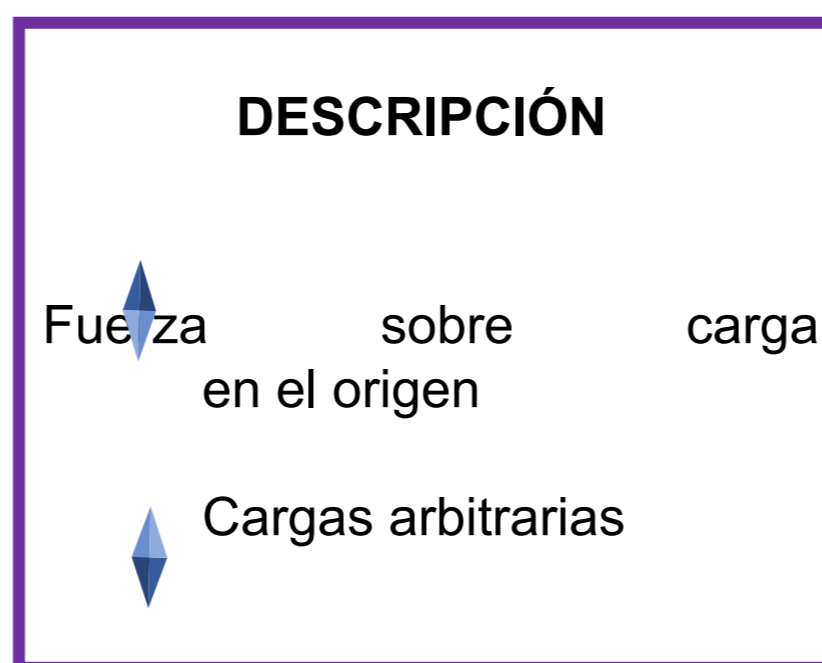 DESCRIPCIÓN
Fuerza sobre carga
en el origen
Cargas arbitrarias